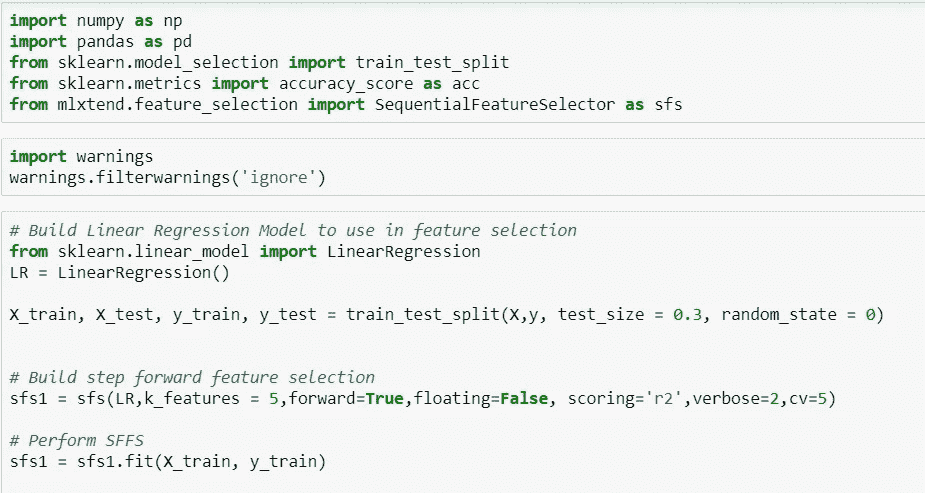 import numpy as np
import pandas as pd
from sklearn.model_selection import train_test_split
from sklearn.metrics import accuracy_score as acc
from mlxtend.feature_selection import SequentialFeatureSelector as sfs
import warnings
warnings.filterwarnings('ignore')
# Build Linear Regression Model to use in feature selection
from sklearn.linear_model import LinearRegression
LR = LinearRegression()
X_train, X_test, y_train, y_test = train_test_split(X,y, test_size = 0.3, random_state = 0)
# Build step forward feature selection
sfs1 = sfs(LR,k_features = 5,forward=True,floating=False, scoring='r2',verbose=2,cv=5)
# Perform SFFS
sfs1 = sfs1.fit(X_train, y_train)